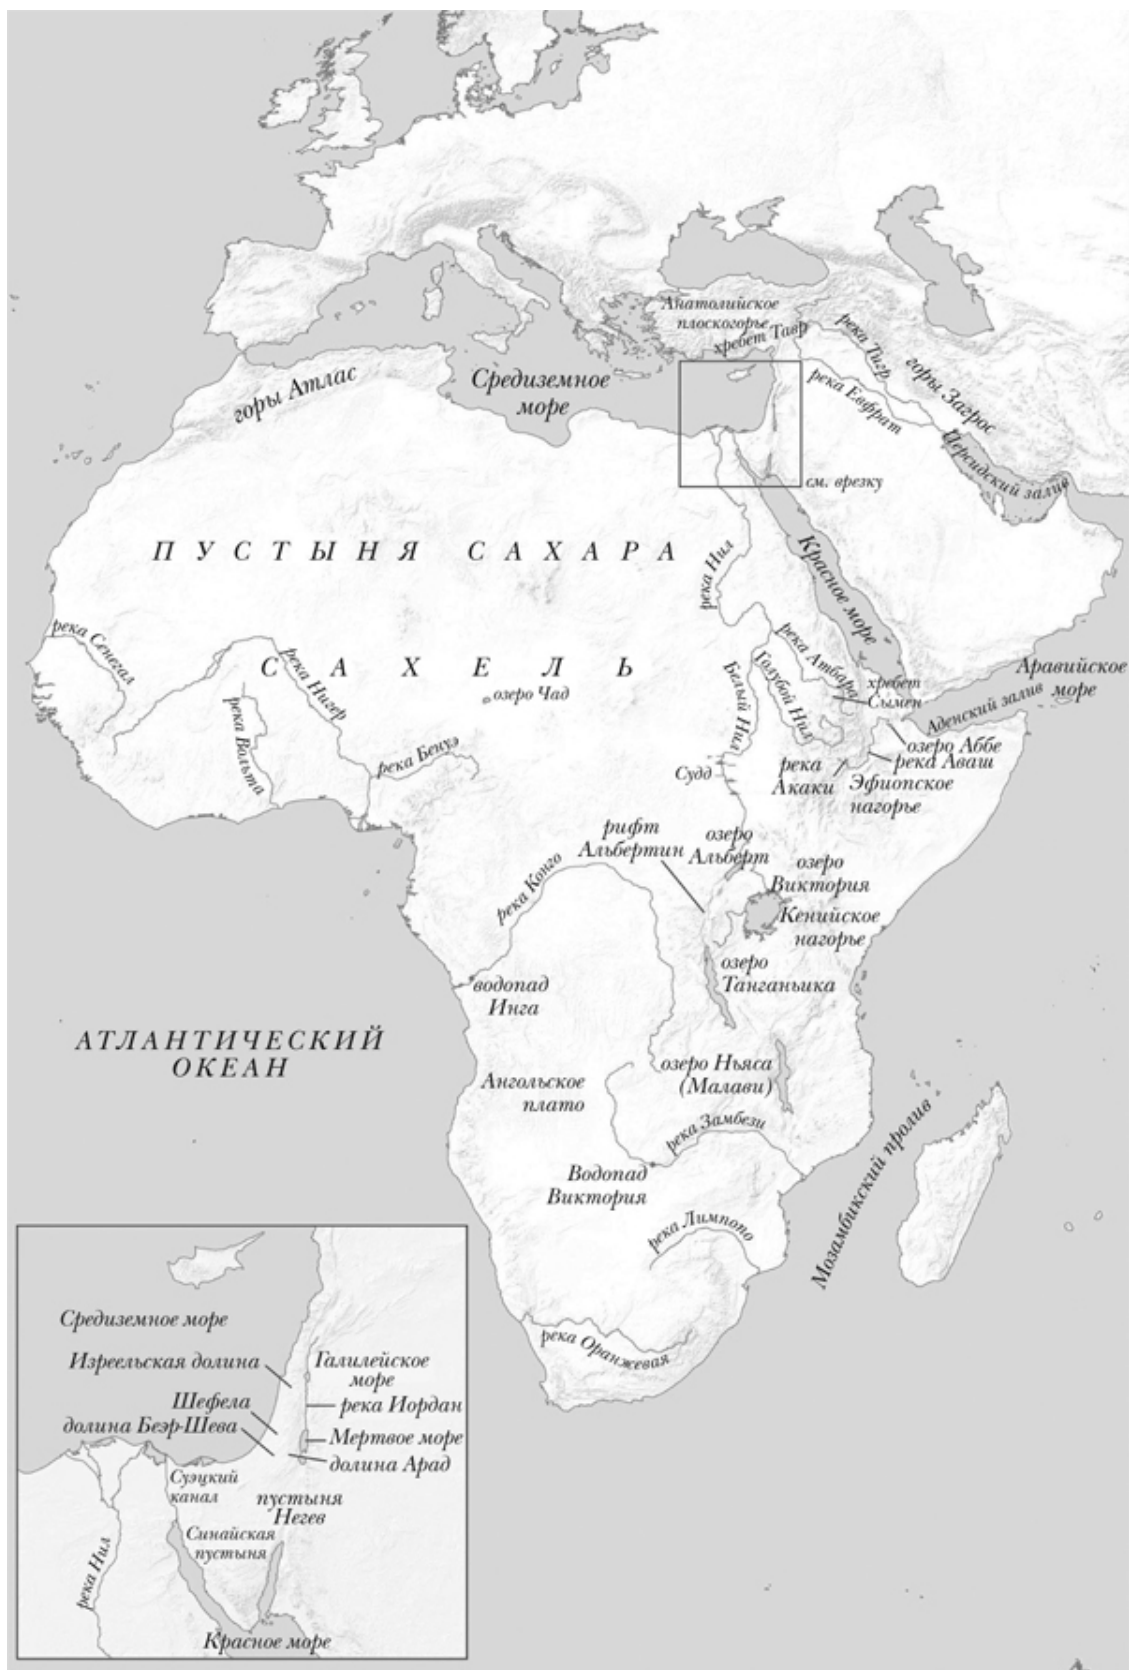 Анатолийское
плоскогорье
хребет Тавр
река Тигр
горы Загрос
река Евфрат
Персидский залив
горы Атлас
Средиземное
море
см. врезку
ПУСТЫНЯ САХАРА
река Нил
Красное море
река Сенегал
САХЕЛЬ
река Нигер
озеро Чад
река Вольта
река Бенуэ
Белый Нил
Голубой Нил
река Атбара
хребет
Сымен
Аравийское
море
Аденский залив
озеро Аббе
река Аваш
Судд
река
Акаки
Эфиопское
нагорье
рифт
Альбертин
озеро
Альберт
озеро
Виктория
Кенийское
нагорье
река Конго
озеро
Танганьика
водопад
Инга
АТЛАНТИЧЕСКИЙ
ОКЕАН
Ангольское
плато
озеро Ньяса
(Малави)
река Замбези
Водопад
Виктория
Мозамбикский пролив
река Лимпопо
река Оранжевая
Средиземное море
Изреельская долина
Галилейское
море
Шефела
река Иордан
долина Беэр-Шева
Мертвое море
долина Арад
Суэцкий
канал
пустыня
Негев
Синайская
пустыня
река Нил
Красное море